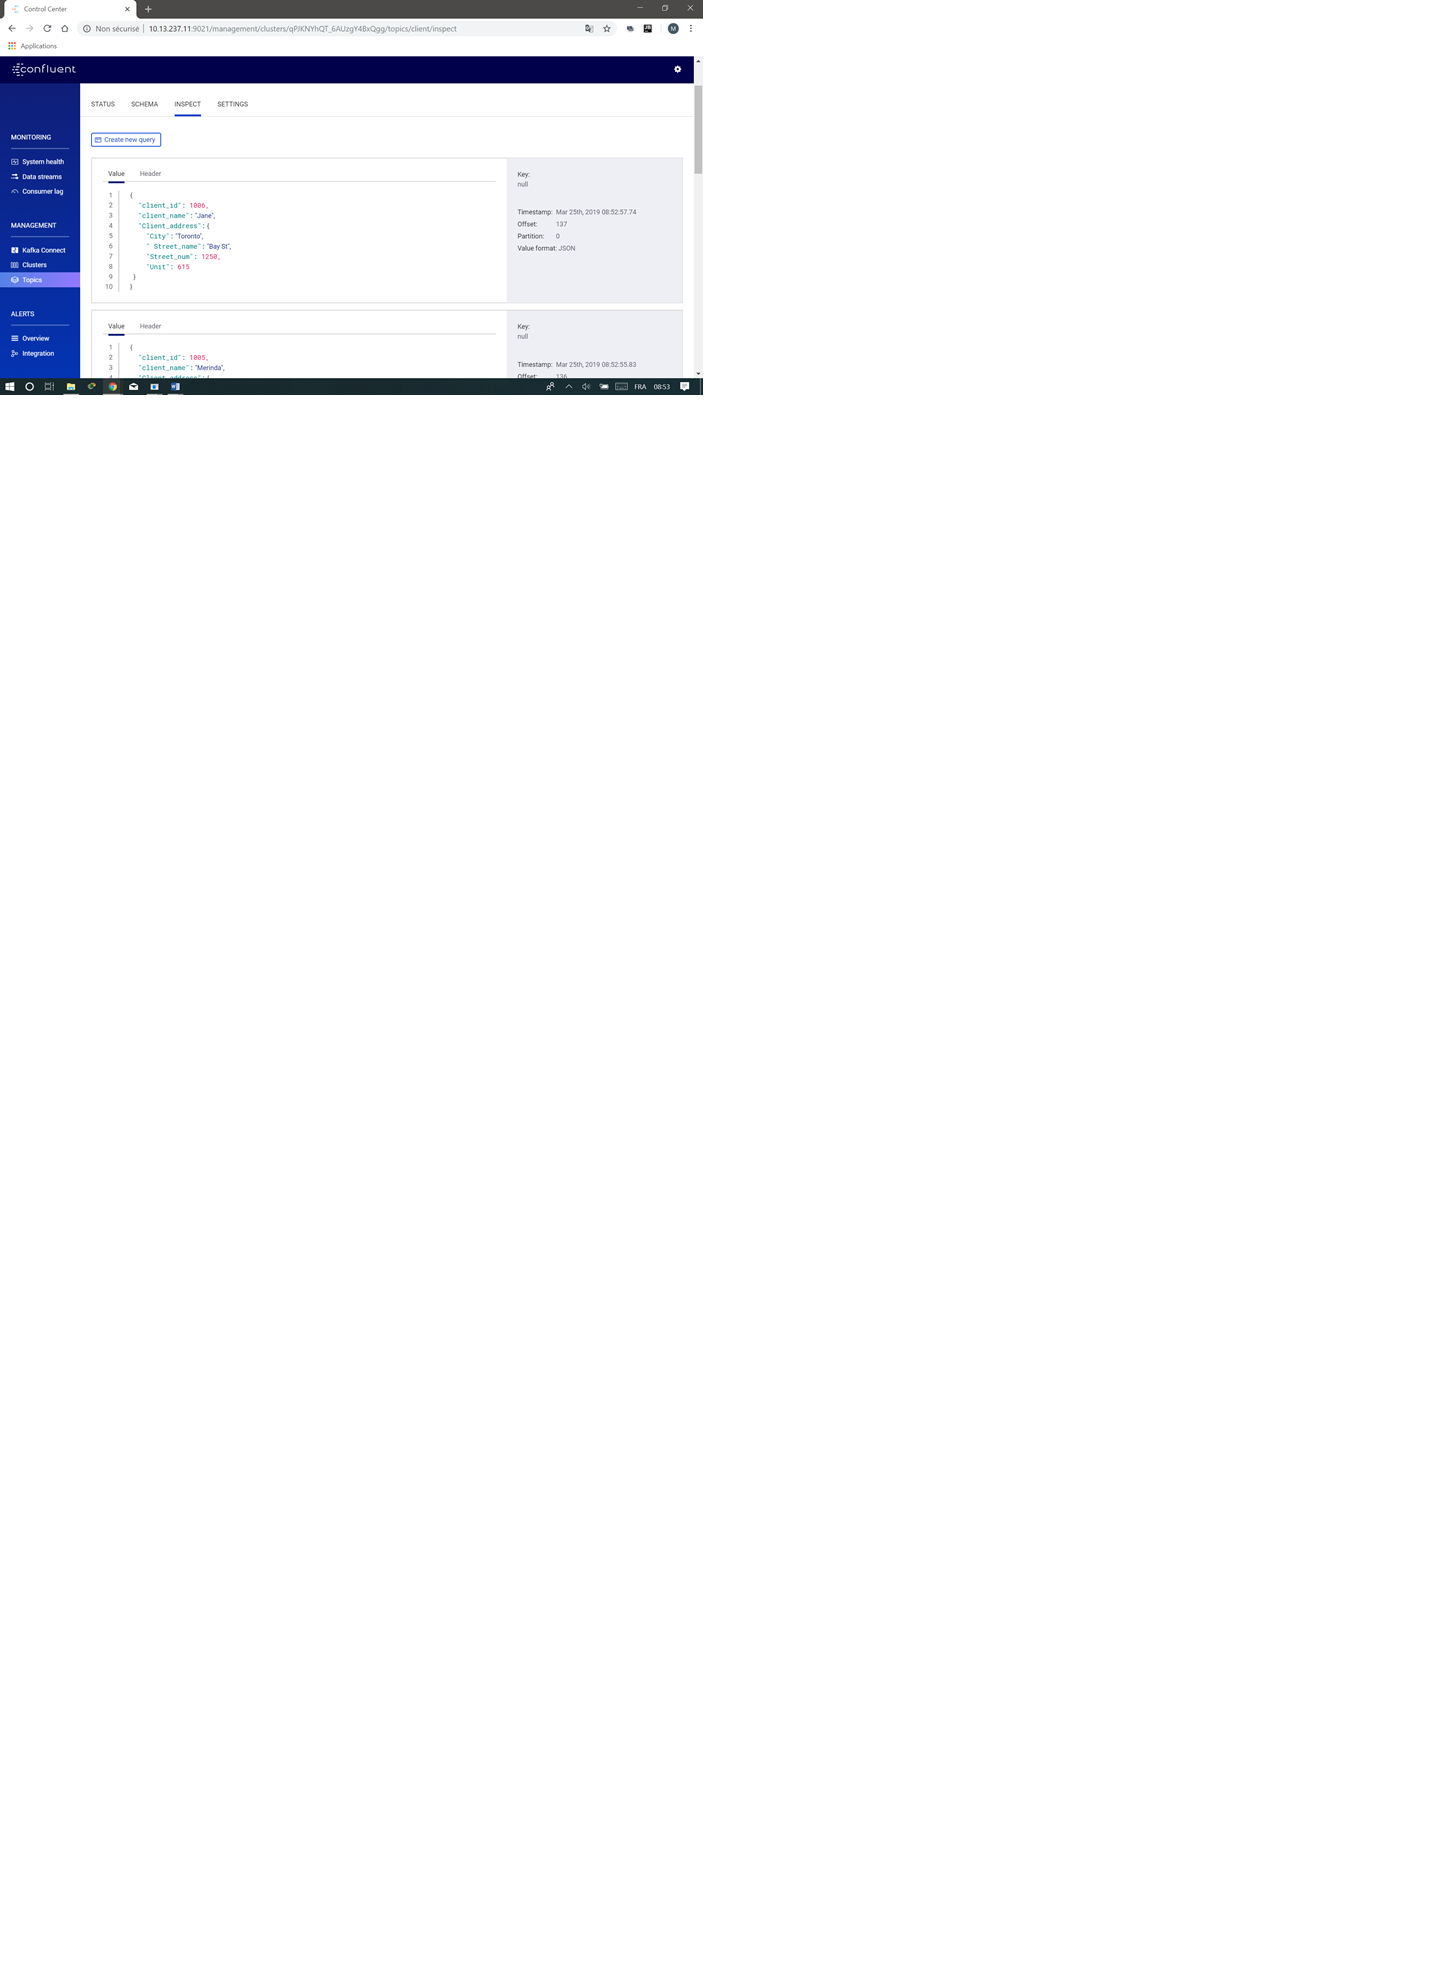 Control Center
Non sécurisé | 10.13.237.11:9021/management/clusters/qPJKNYhQT_6AUzgY4BxQgg/topics/client/inspect
Applications
confluent
STATUS SCHEMA INSPECT SETTINGS
MONITORING
System health
Data streams
Consumer lag
MANAGEMENT
Kafka Connect
Clusters
Topics
ALERTS
Overview
Integration
Create new query
Value Header
1 {
2 "client_id": 1006,
3 "client_name": "Jane",
4 "Client_address": {
5 "City": "Toronto",
6 " Street_name": "Bay St",
7 "Street_num": 1250,
8 "Unit": 615
9 }
10 }
Key:
null
Timestamp: Mar 25th, 2019 08:52:57.74
Offset: 137
Partition: 0
Value format: JSON
Value Header
1 {
2 "client_id": 1005,
3 "client_name": "Merinda",
4 "Client_address": {
Key:
null
Timestamp: Mar 25th, 2019 08:52:55.83
Offset: 136
FRA 08:53